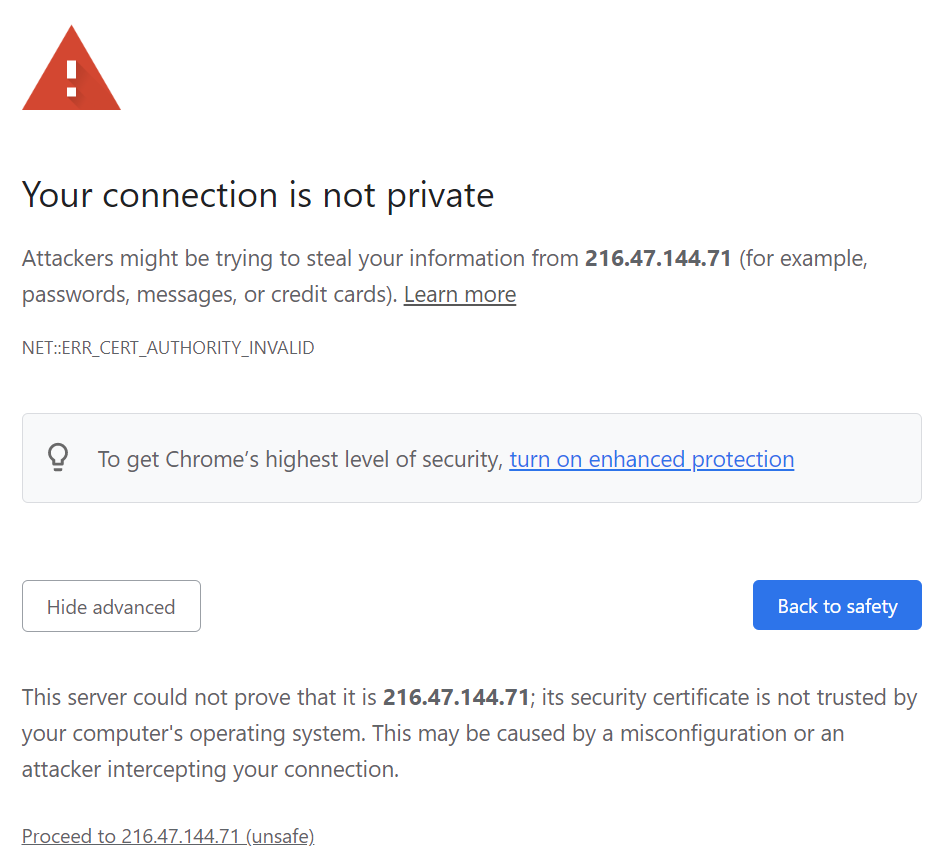 Your connection is not private
Attackers might be trying to steal your information from 216.47.144.71 (for example,
passwords, messages, or credit cards). Learn more
NET::ERR_CERT_AUTHORITY_INVALID
To get Chrome’s highest level of security, turn on enhanced protection
Hide advanced
Back to safety
This server could not prove that it is 216.47.144.71; its security certificate is not trusted by
your computer's operating system. This may be caused by a misconfiguration or an
attacker intercepting your connection.
Proceed to 216.47.144.71 (unsafe)